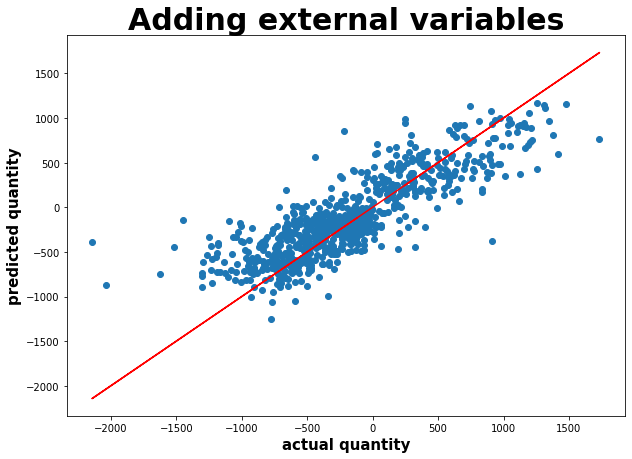 Adding external variables
predicted quantity
1500
1000
500
0
−500
−1000
−1500
−2000
−2000 −1500 −1000 −500 0 500 1000 1500
actual quantity